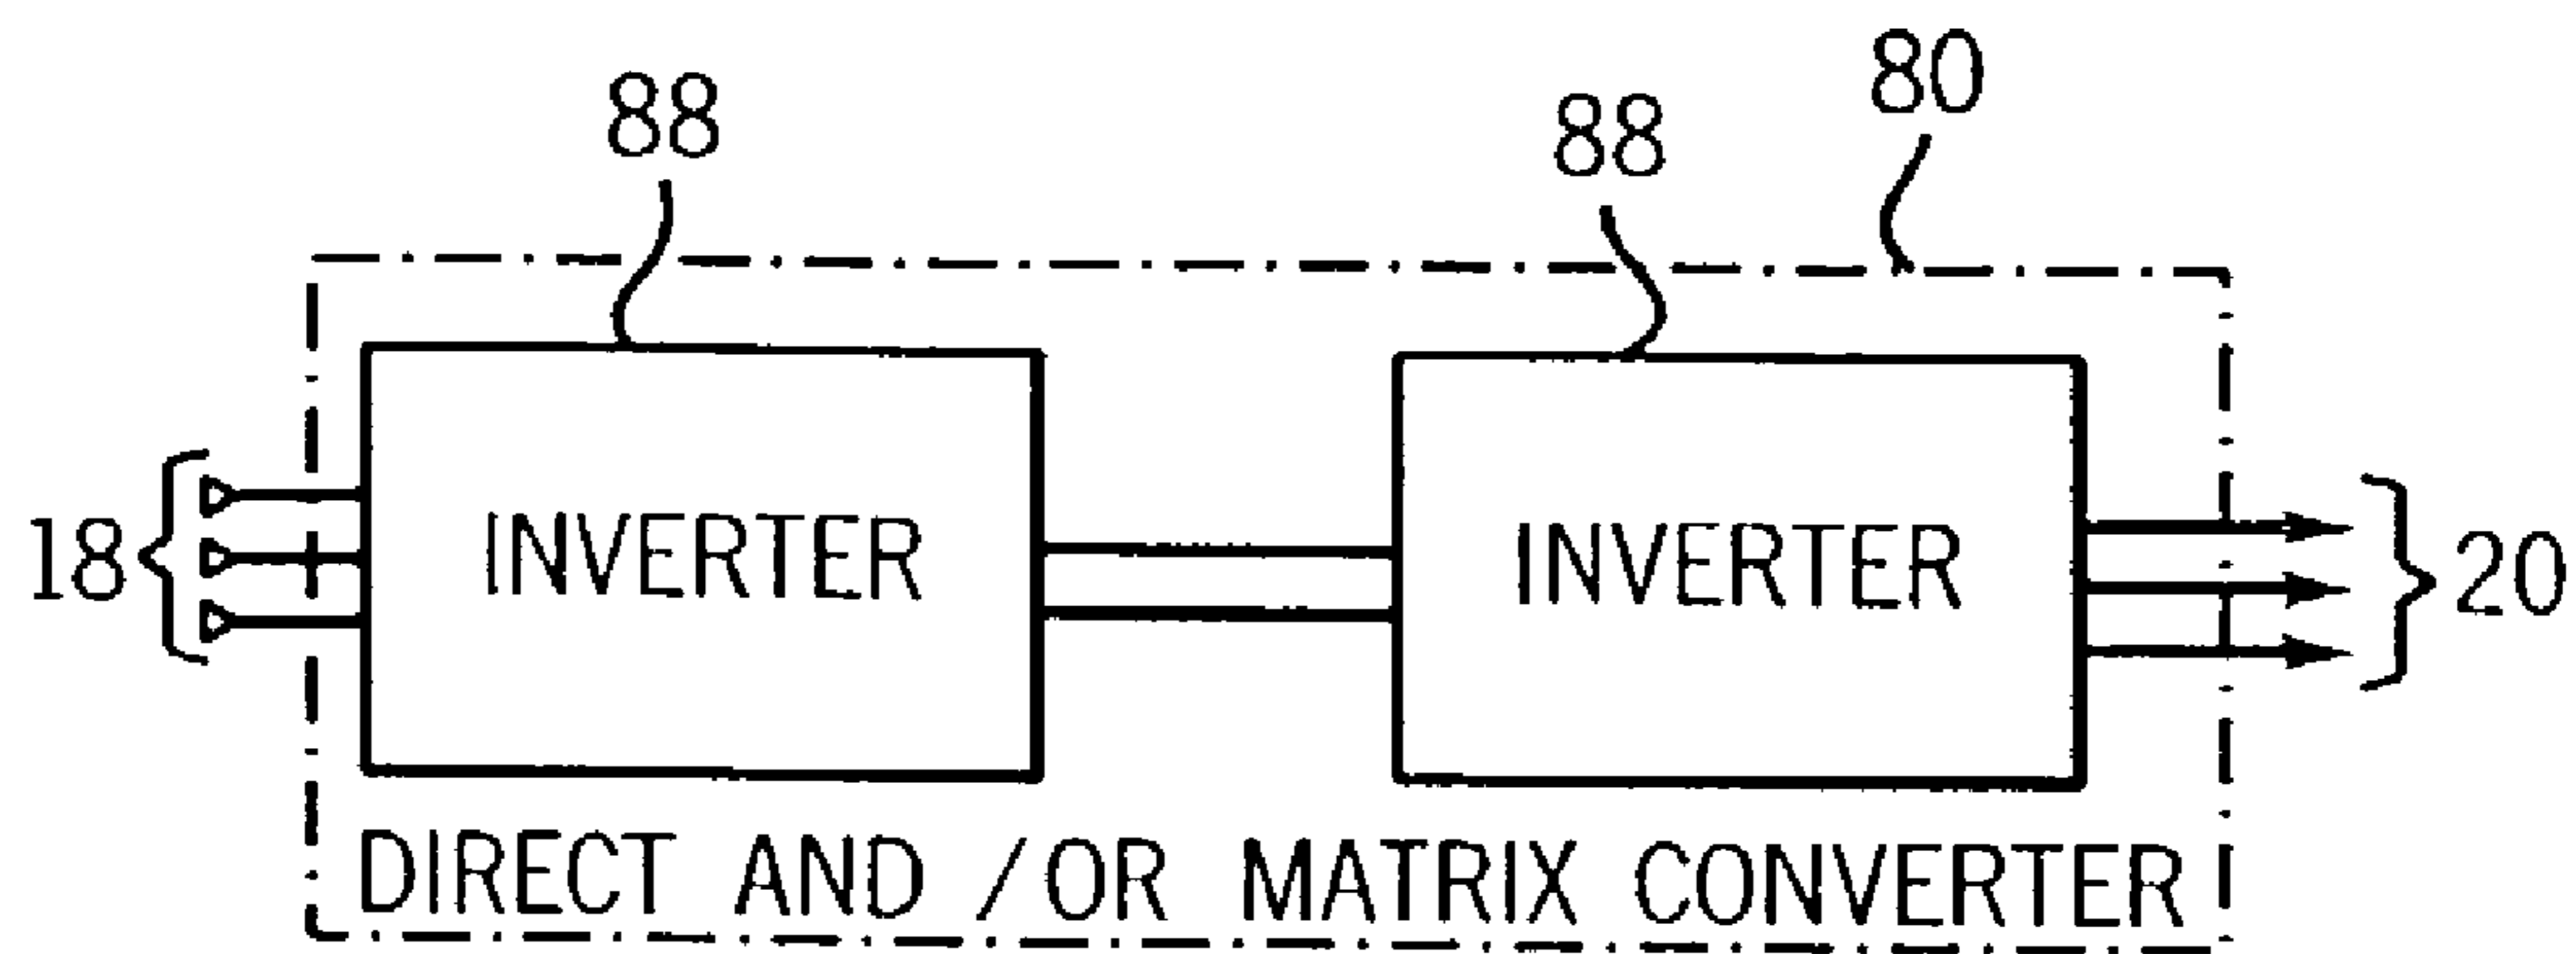 80
88
88
18
INVERTER
INVERTER
20
DIRECT AND /OR MATRIX CONVERTER